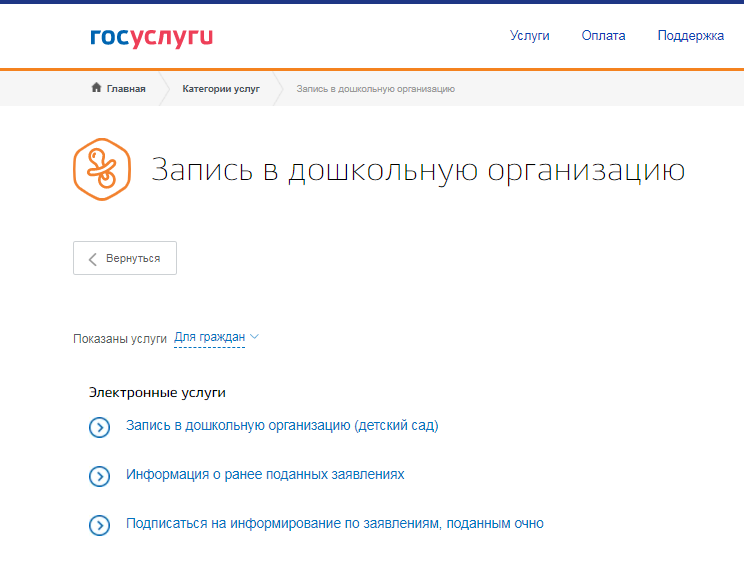 госуслуги
Услуги Оплата Поддержка
Главная Категории услуг Запись в дошкольную организацию
Запись в дошкольную организацию
Вернуться
Показаны услуги Для граждан
Электронные услуги
Запись в дошкольную организацию (детский сад)
Информация о ранее поданных заявлениях
Подписаться на информирование по заявлениям, поданным очно